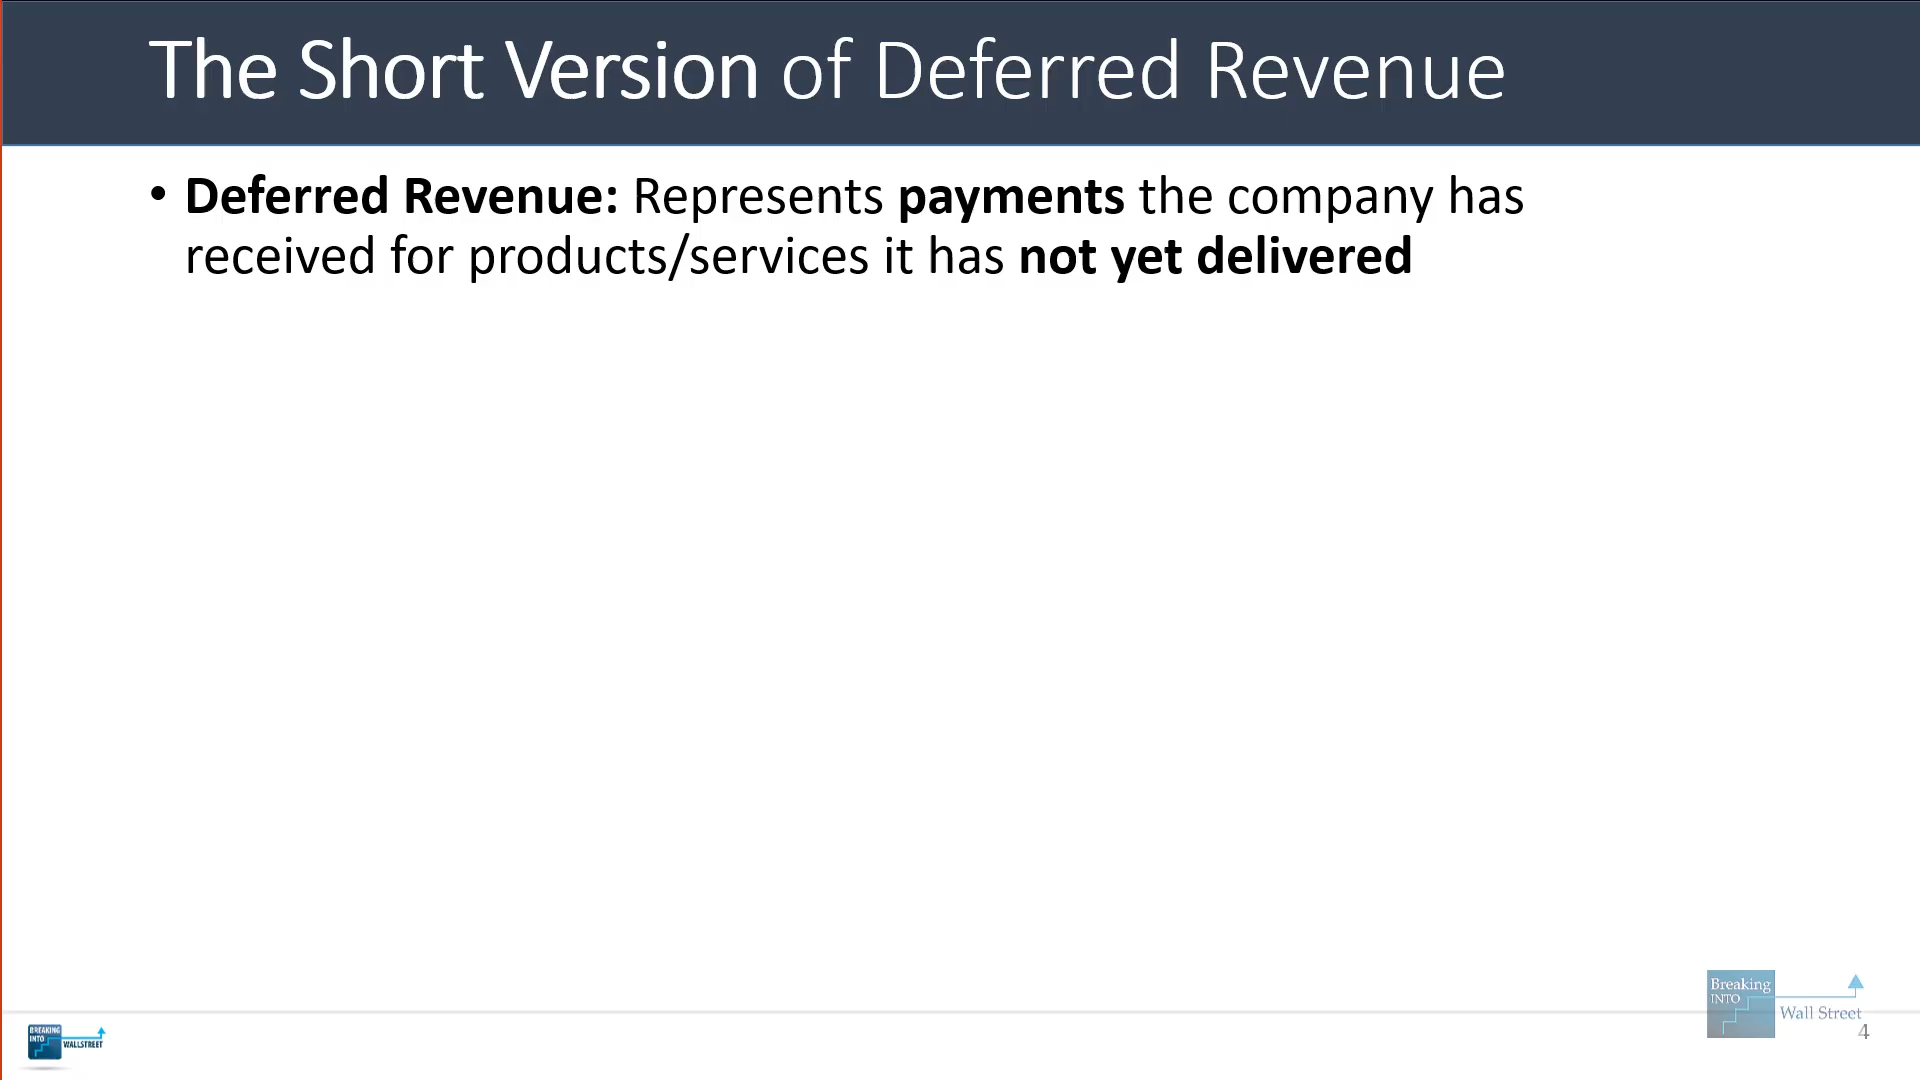 The Short Version of Deferred Revenue
• Deferred Revenue: Represents payments the company has
received for products/services it has not yet delivered
Breaking
INTO
Wall Street
4
BREAKING
INTO
WALLSTREET